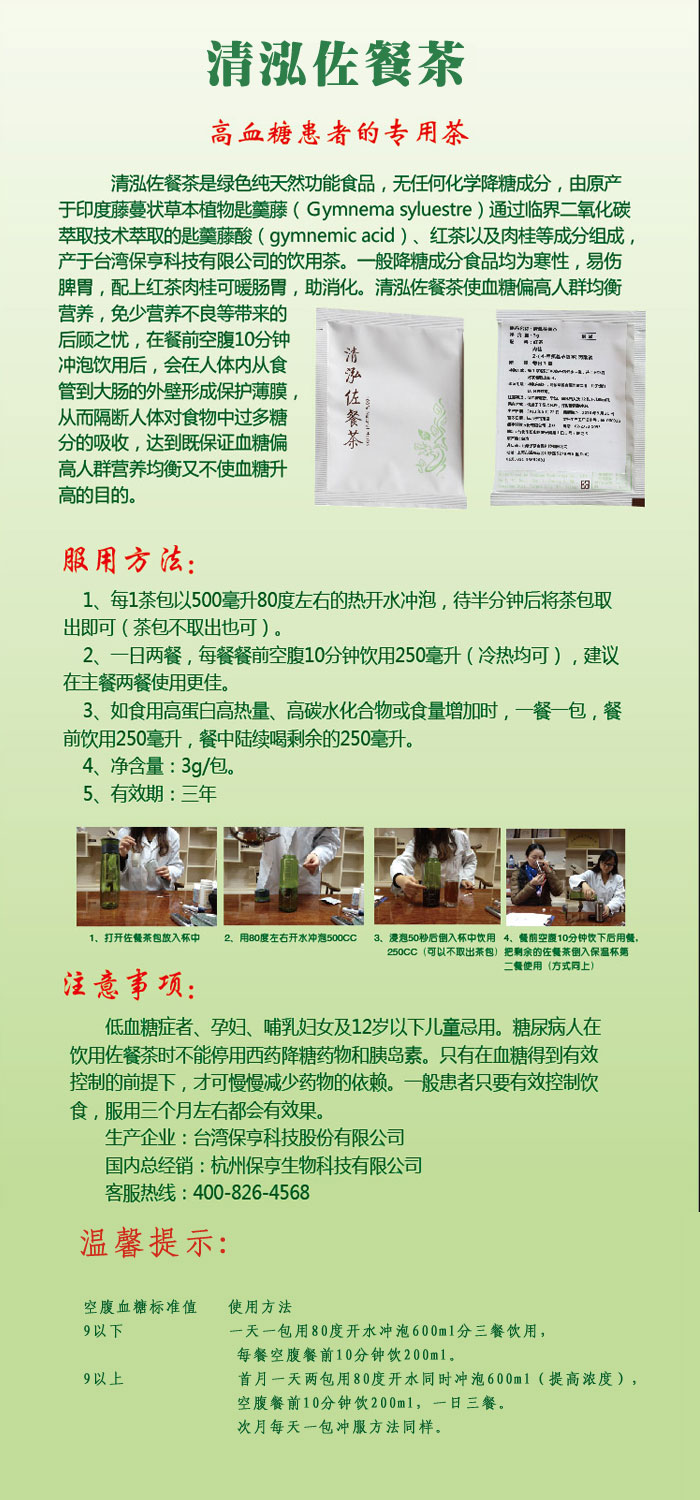 清泓佐餐茶
高血糖患者的专用茶
清泓佐餐茶是绿色纯天然功能食品，无任何化学降糖成分，由原产
于印度藤蔓状草本植物匙羹藤（Gymnema syluestre）通过临界二氧化碳
萃取技术萃取的匙羹藤酸（gymnemic acid）、红茶以及肉桂等成分组成，
产于台湾保亨科技有限公司的饮用茶。一般降糖成分食品均为寒性，易伤
脾胃，配上红茶肉桂可暖肠胃，助消化。清泓佐餐茶使血糖偏高人群均衡
营养，免少营养不良等带来的
后顾之忧，在餐前空腹10分钟
冲泡饮用后，会在人体内从食
管到大肠的外壁形成保护薄膜，
从而隔断人体对食物中过多糖
分的吸收，达到既保证血糖偏
高人群营养均衡又不使血糖升
高的目的。
清泓佐餐茶
服用方法：
1、每1茶包以500毫升80度左右的热开水冲泡，待半分钟后将茶包取
出即可（茶包不取出也可）。
2、一日两餐，每餐餐前空腹10分钟饮用250毫升（冷热均可），建议
在主餐两餐使用更佳。
3、如食用高蛋白高热量、高碳水化合物或食量增加时，一餐一包，餐
前饮用250毫升，餐中陆续喝剩余的250毫升。
4、净含量：3g/包。
5、有效期：三年
1、打开佐餐茶包放入杯中
2、用80度左右开水冲泡500CC
3、浸泡50秒后倒入杯中饮用
250CC（可以不取出茶包）
4、餐前空腹10分钟饮下后用餐，
把剩余的佐餐茶倒入保温杯第
二餐使用（方式同上）
注意事项：
低血糖症者、孕妇、哺乳妇女及12岁以下儿童忌用。糖尿病人在
饮用佐餐茶时不能停用西药降糖药物和胰岛素。只有在血糖得到有效
控制的前提下，才可慢慢减少药物的依赖。一般患者只要有效控制饮
食，服用三个月左右都会有效果。
生产企业：台湾保亨科技股份有限公司
国内总经销：杭州保亨生物科技有限公司
客服热线：400-826-4568
温馨提示：
空腹血糖标准值 使用方法
9以下 一天一包用80度开水冲泡600ml分三餐饮用，
每餐空腹餐前10分钟饮200ml。
9以上 首月一天两包用80度开水同时冲泡600ml（提高浓度），
空腹餐前10分钟饮200ml，一日三餐。
次月每天一包冲服方法同样。